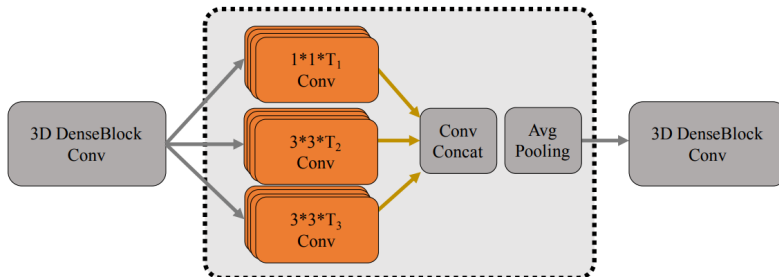 3D DenseBlock
Conv
1*1*T₁
Conv
3*3*T₂
Conv
3*3*T₃
Conv
Conv
Concat
Avg
Pooling
3D DenseBlock
Conv